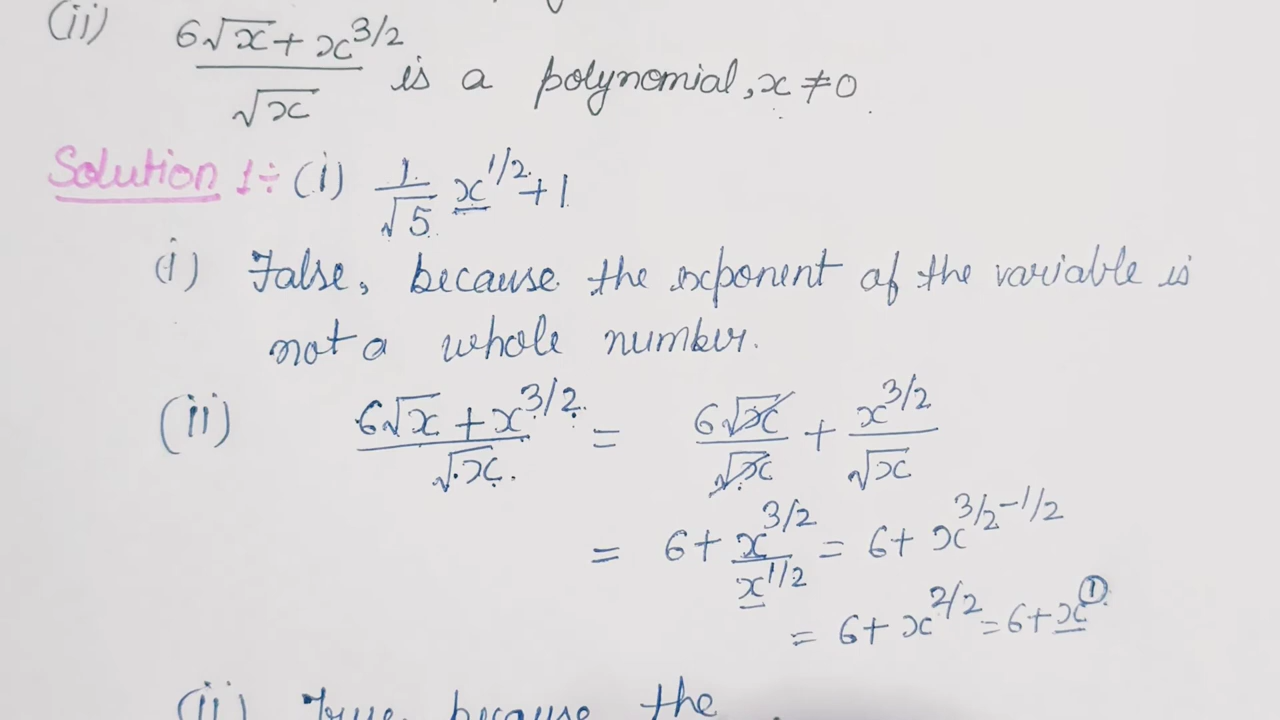 (ii) 6√x + x^3/2 / √x is a polynomial, x ≠ 0.
Solution 1÷ (i) 1/√5 x^1/2 + 1
(i) False, because the exponent of the variable is
not a whole number.
(ii) 6√x + x^3/2 / √x = 6√x/√x + x^3/2 / √x
= 6 + x^3/2 / x^1/2 = 6 + x^3/2 - 1/2
= 6 + x^2/2 = 6 + x^1
(ii) True, because the